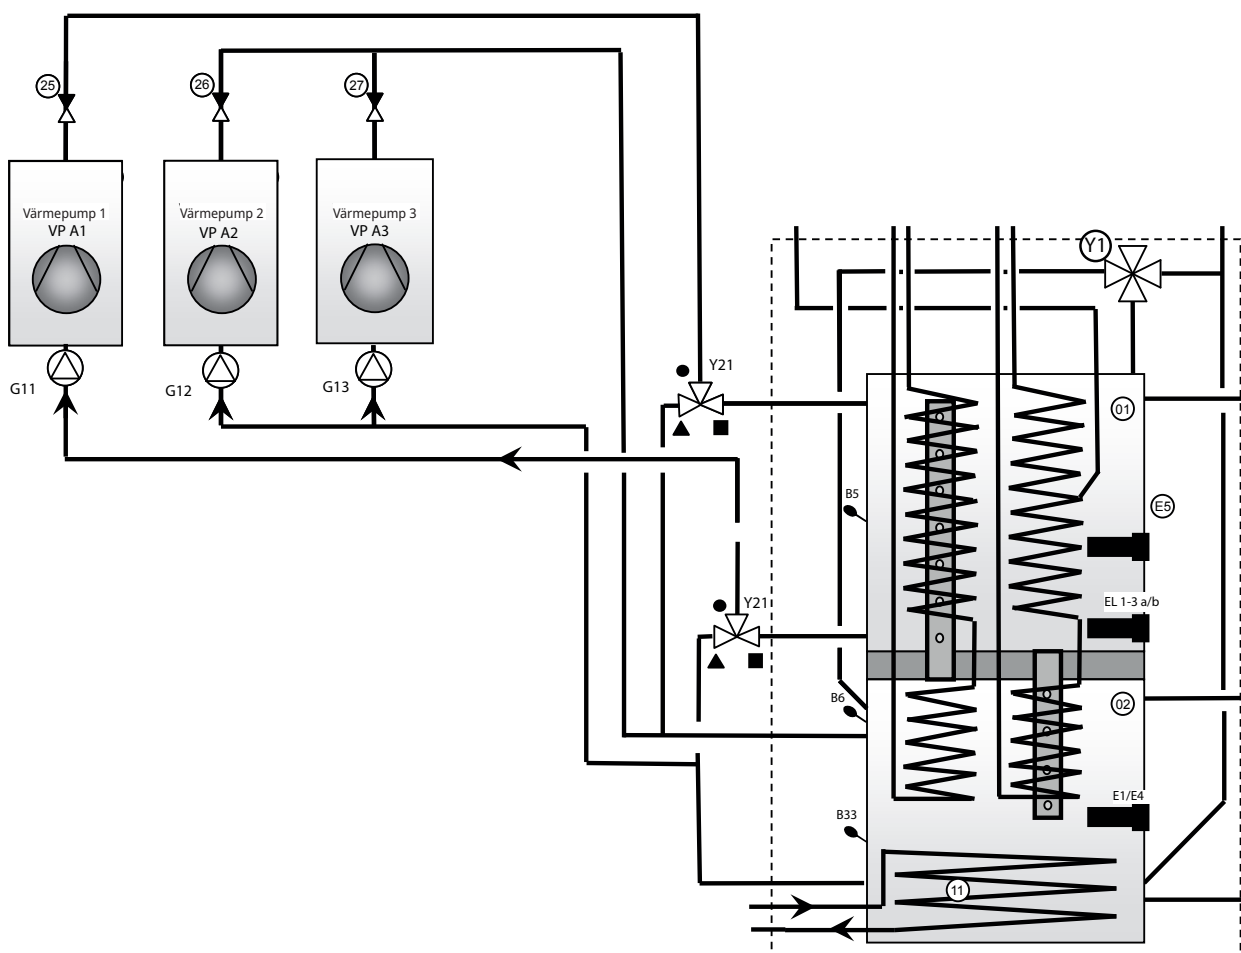 25
26
27
Värmepump 1
VP A1
Värmepump 2
VP A2
Värmepump 3
VP A3
G11
G12
G13
Y1
Y21
01
B5
E5
EL 1-3 a/b
Y21
B6
02
E1/E4
B33
11